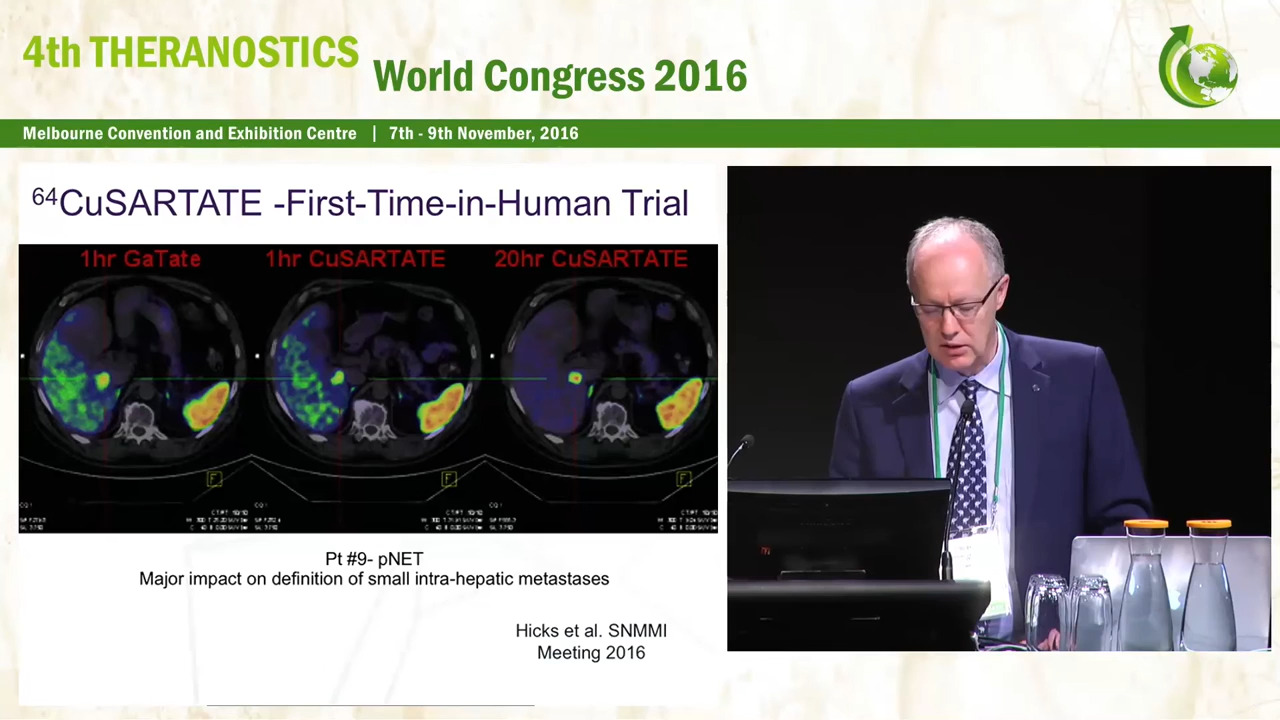 4th THERANOSTICS
World Congress 2016
Melbourne Convention and Exhibition Centre | 7th - 9th November, 2016
⁶⁴CuSARTATE -First-Time-in-Human Trial
1hr GaTate 1hr CuSARTATE 20hr CuSARTATE
F F F
Pt #9- pNET
Major impact on definition of small intra-hepatic metastases
Hicks et al. SNMMI
Meeting 2016